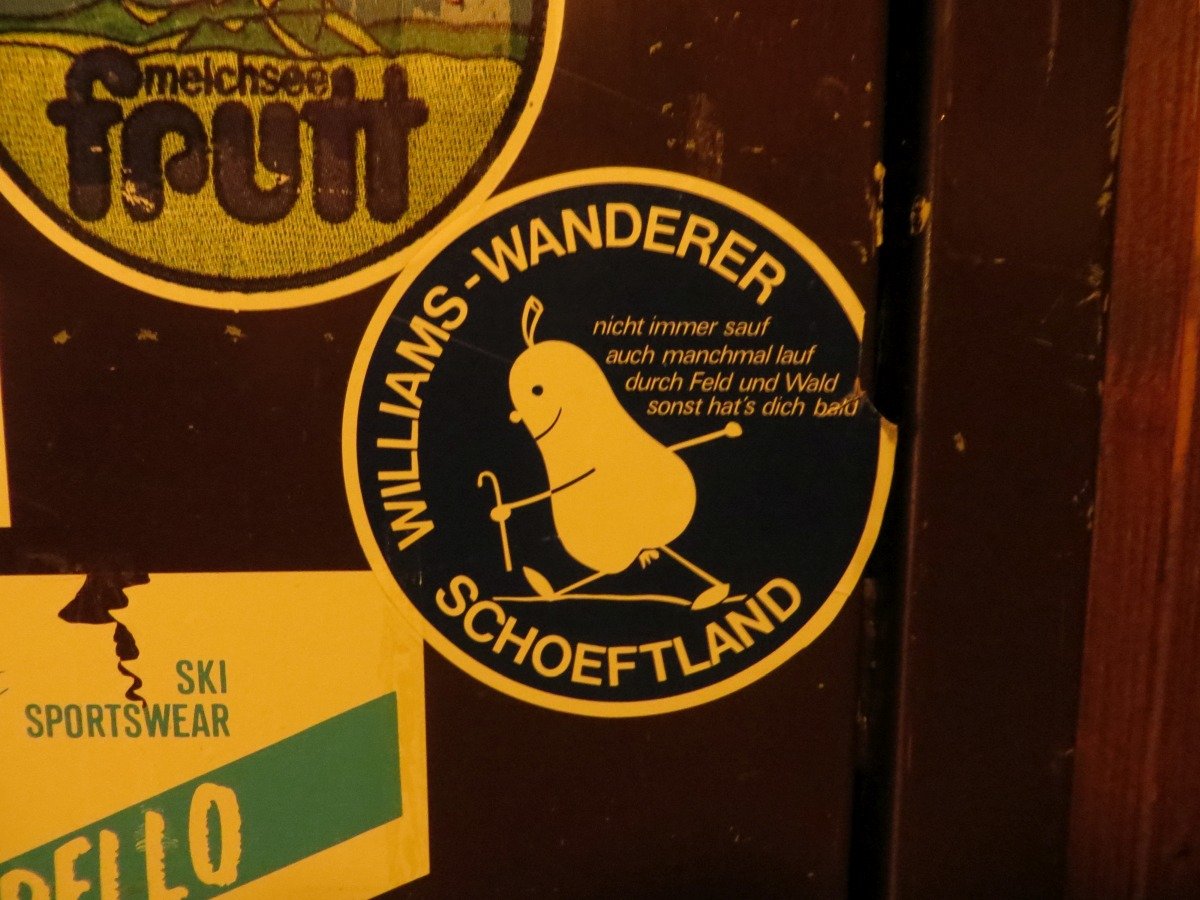 melchsee
frutt
WILLIAMS-WANDERER
nicht immer sauf
auch manchmal lauf
durch Feld und Wald
sonst hat's dich bald
SCHOEFTLAND
SKI
SPORTSWEAR